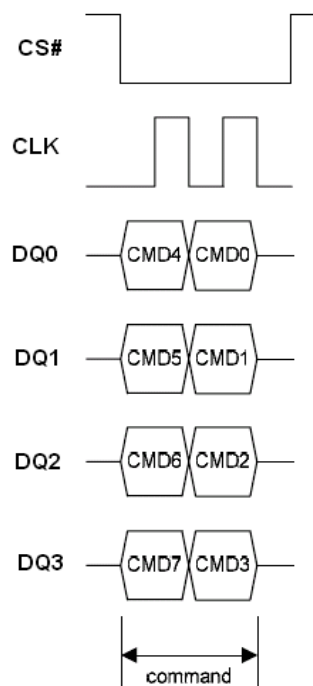 CS#
CLK
DQ0 CMD4 CMD0
DQ1 CMD5 CMD1
DQ2 CMD6 CMD2
DQ3 CMD7 CMD3
command